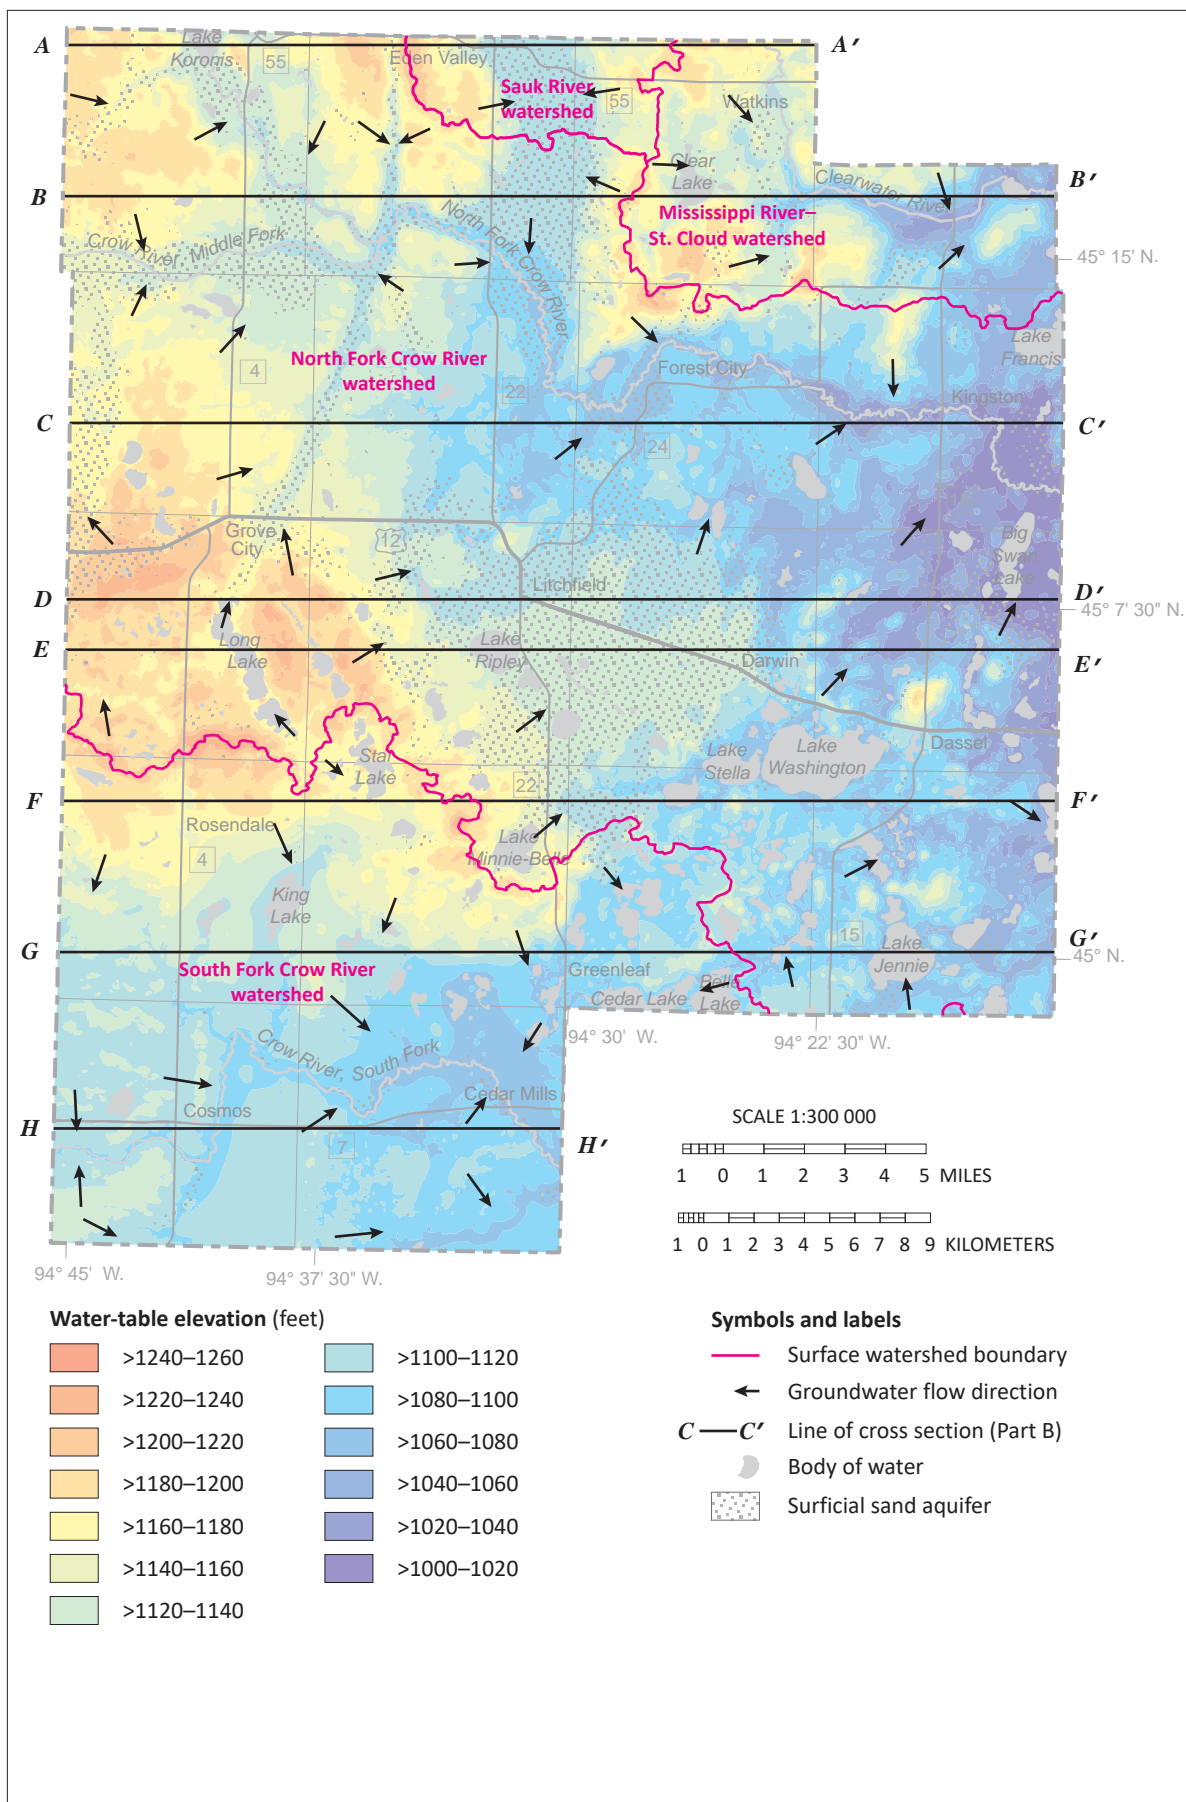 A
A′
Lake
Koronis
55
Eden Valley
Sauk River
watershed
55
Watkins
Clear
Lake
B
B′
Clearwater River
North Fork Crow River
Mississippi River–
St. Cloud watershed
Crow River, Middle Fork
45° 15' N.
North Fork Crow River
watershed
4
22
Forest City
Lake
Francis
Kingston
C
C′
24
Grove
City
12
Litchfield
Big
Swan
Lake
D
D′
45° 7' 30" N.
E
E′
Long
Lake
Lake
Ripley
Darwin
Star
Lake
Lake
Stella
Lake
Washington
Dassel
F
F′
22
Rosendale
4
Lake
Minnie-Belle
King
Lake
15
Lake
Jennie
G
G′
45° N.
South Fork Crow River
watershed
Greenleaf
Cedar Lake
Belle
Lake
94° 30' W.
94° 22' 30" W.
Crow River, South Fork
Cosmos
Cedar Mills
H
H′
7
SCALE 1:300 000
1 0 1 2 3 4 5 MILES
1 0 1 2 3 4 5 6 7 8 9 KILOMETERS
94° 45' W.
94° 37' 30" W.
Water-table elevation (feet)
>1240–1260
>1220–1240
>1200–1220
>1180–1200
>1160–1180
>1140–1160
>1120–1140
>1100–1120
>1080–1100
>1060–1080
>1040–1060
>1020–1040
>1000–1020
Symbols and labels
Surface watershed boundary
Groundwater flow direction
C C′ Line of cross section (Part B)
Body of water
Surficial sand aquifer